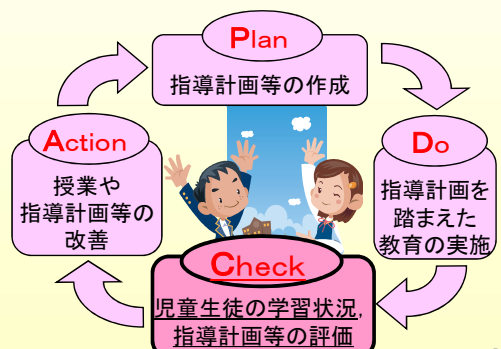 Plan
指導計画等の作成
Do
指導計画を
踏まえた
教育の実施
Check
児童生徒の学習状況,
指導計画等の評価
Action
授業や
指導計画等の
改善